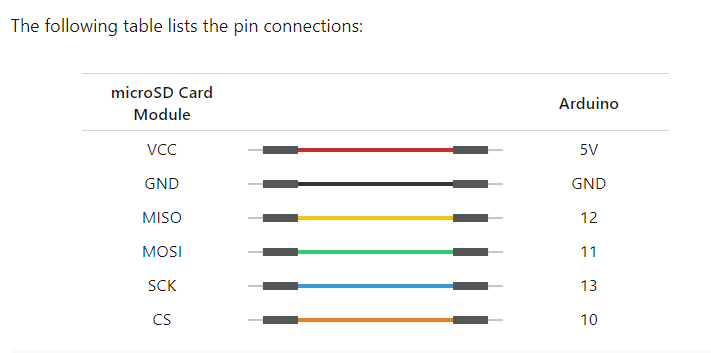 The following table lists the pin connections:
microSD Card
Module
Arduino
VCC
5V
GND
GND
MISO
12
MOSI
11
SCK
13
CS
10